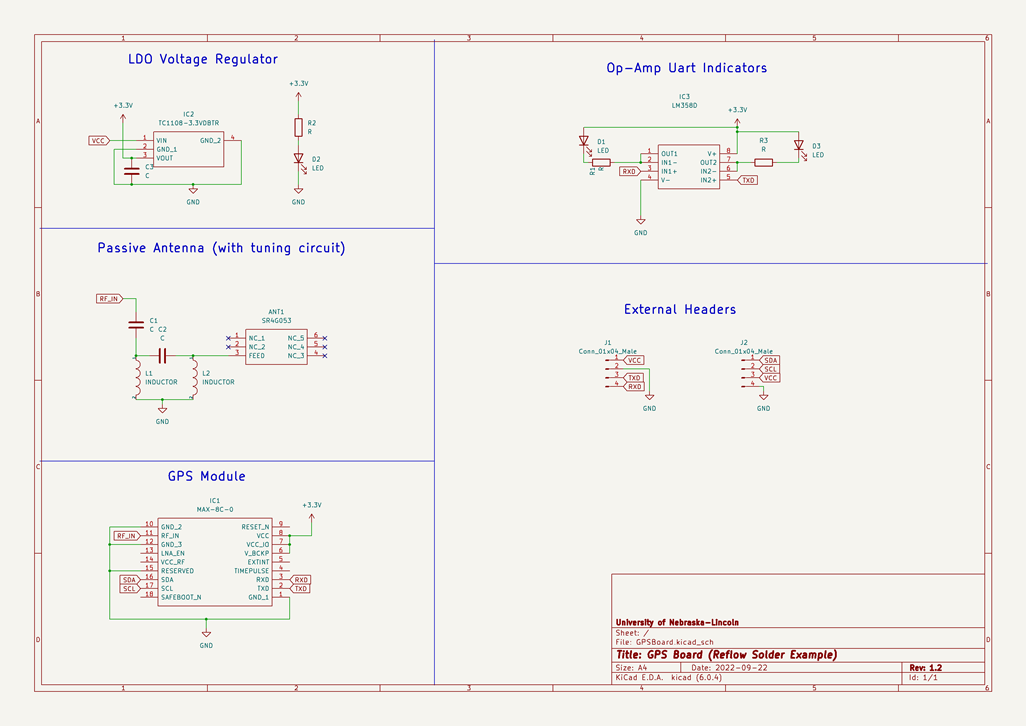 1 2 3 4 5 6
A A
B B
C C
D D
1 2 3 4 5 6
LDO Voltage Regulator
+3.3V
IC2
TC1108-3.3VDBTR
VCC
1 VIN GND_2 4
2 GND_1
3 VOUT
C3
C
GND
+3.3V
R2
R
D2
LED
GND
Op-Amp Uart Indicators
IC3
LM358D
+3.3V
D1
LED
R1
R
R3
R
D3
LED
1 OUT1 V+ 8
2 IN1- OUT2 7
RXD 3 IN1+ IN2- 6
4 V- IN2+ 5 TXD
GND
Passive Antenna (with tuning circuit)
RF_IN
C1
C
C2
C
L1
INDUCTOR
L2
INDUCTOR
GND
ANT1
SR4G053
1 NC_1 NC_5 6
2 NC_2 NC_4 5
3 FEED NC_3 4
External Headers
J1
Conn_01x04_Male
1 VCC
2
3 TXD
4 RXD
GND
J2
Conn_01x04_Male
1 SDA
2 SCL
3 VCC
4
GND
GPS Module
IC1
MAX-8C-0
+3.3V
10 GND_2 RESET_N 9
RF_IN 11 RF_IN VCC 8
12 GND_3 VCC_IO 7
13 LNA_EN V_BCKP 6
14 VCC_RF EXTINT 5
15 RESERVED TIMEPULSE 4
SDA 16 SDA RXD 3 RXD
SCL 17 SCL TXD 2 TXD
18 SAFEBOOT_N GND_1 1
GND
University of Nebraska-Lincoln
Sheet: /
File: GPSBoard.kicad_sch
Title: GPS Board (Reflow Solder Example)
Size: A4 Date: 2022-09-22 Rev: 1.2
KiCad E.D.A. kicad (6.0.4) Id: 1/1